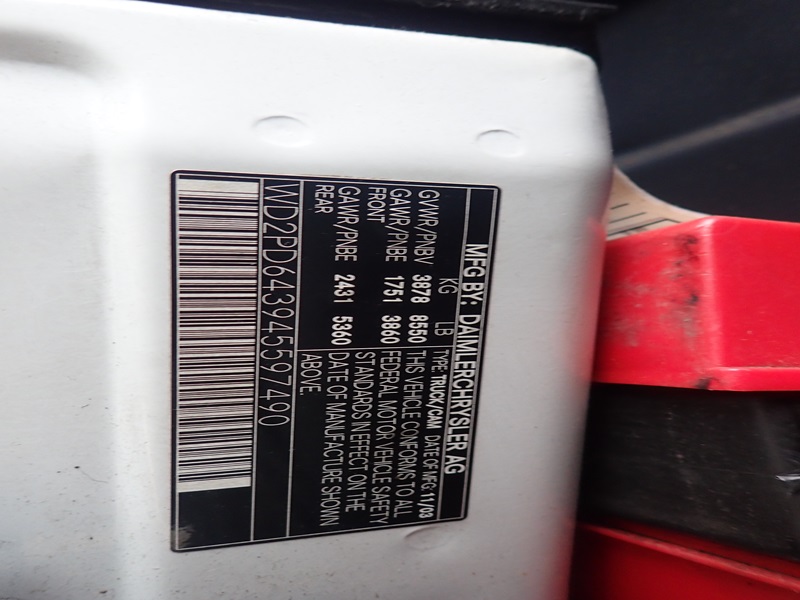 MFG BY: DAIMLERCHRYSLER AG
KG LB TYPE: TRUCK/CAM DATE OF MFG: 11/03
GVWR/PNBV 3878 8550 THIS VEHICLE CONFORMS TO ALL
GAWR/PNBE 1751 3860 FEDERAL MOTOR VEHICLE SAFETY
FRONT STANDARDS IN EFFECT ON THE
GAWR/PNBE 2431 5360 DATE OF MANUFACTURE SHOWN
REAR ABOVE.
WD2PD643945597490